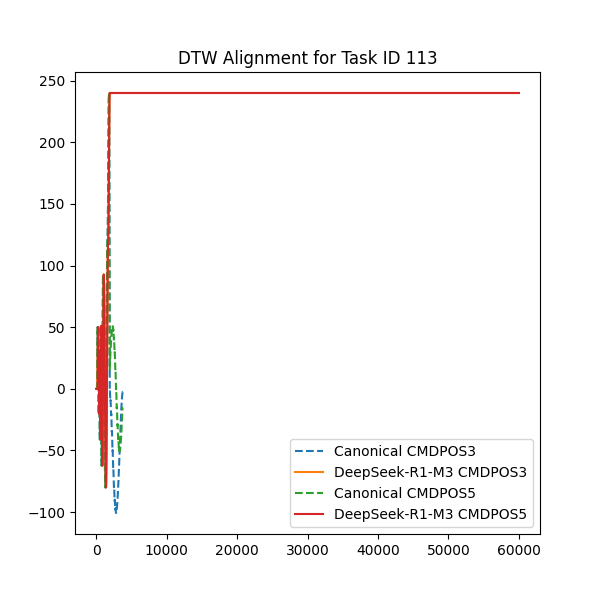 DTW Alignment for Task ID 113
250
200
150
100
50
0
−50
−100
Canonical CMDPOS3
DeepSeek-R1-M3 CMDPOS3
Canonical CMDPOS5
DeepSeek-R1-M3 CMDPOS5
0 10000 20000 30000 40000 50000 60000